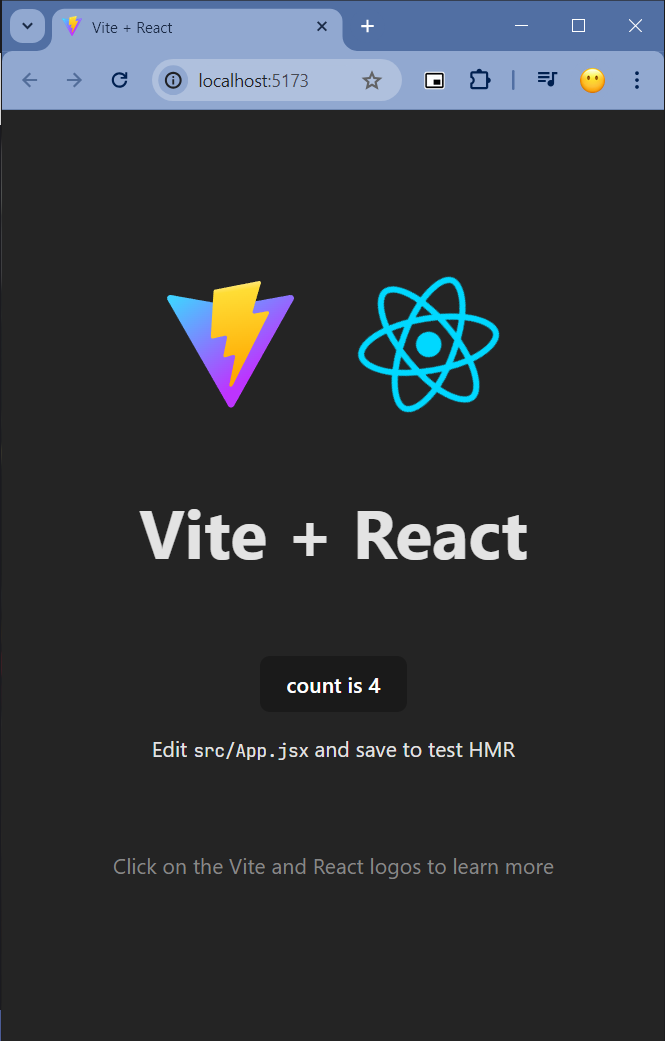 Vite + React
localhost:5173
Vite + React
count is 4
Edit src/App.jsx and save to test HMR
Click on the Vite and React logos to learn more